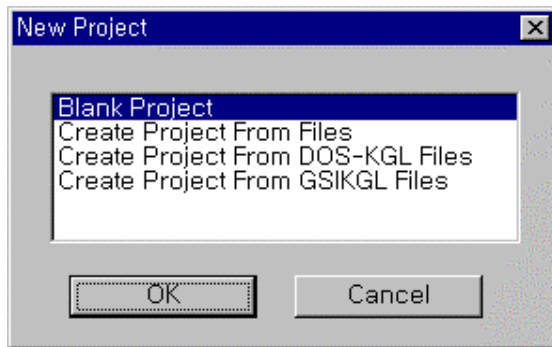 New Project
Blank Project
Create Project From Files
Create Project From DOS-KGL Files
Create Project From GSIKGL Files
OK
Cancel